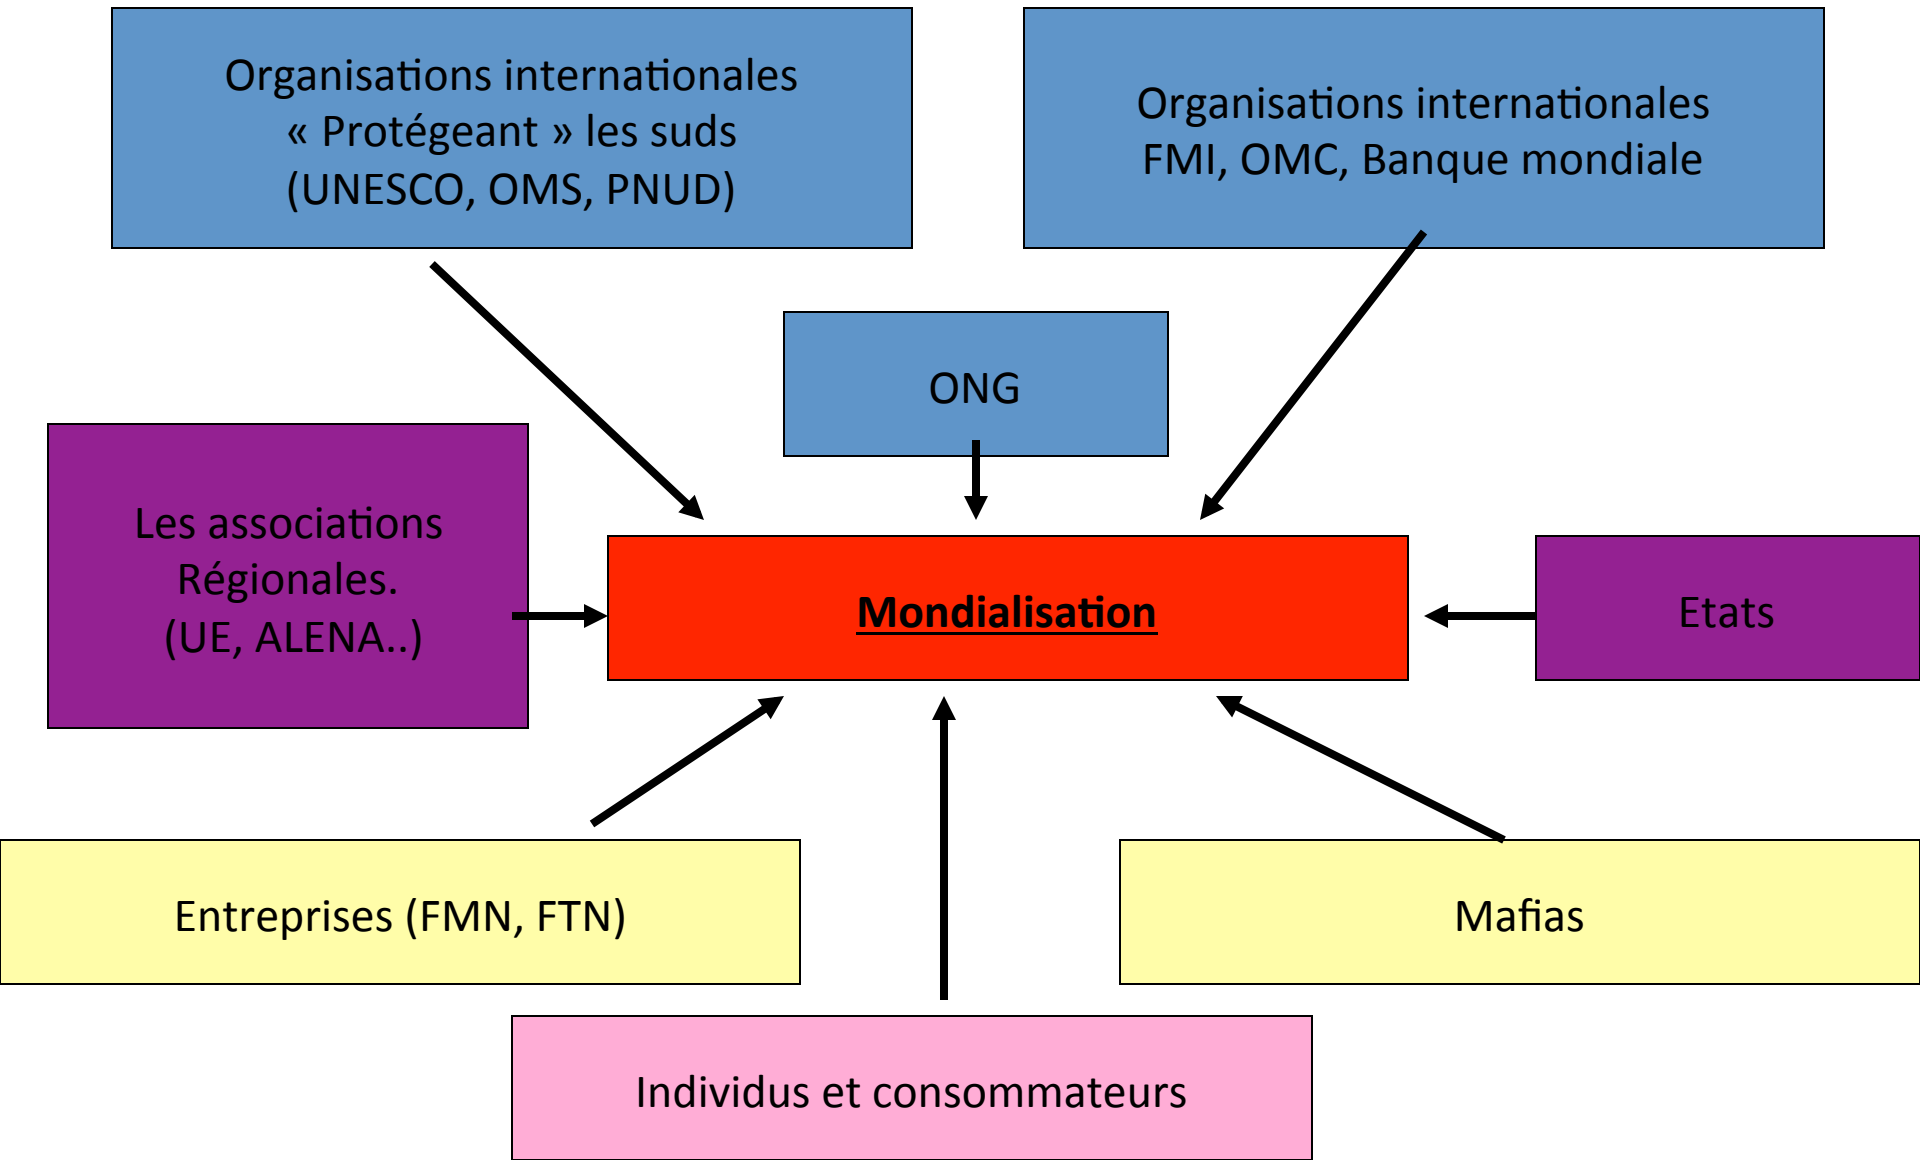 Organisations internationales
« Protégeant » les suds
(UNESCO, OMS, PNUD)
Organisations internationales
FMI, OMC, Banque mondiale
ONG
Les associations
Régionales.
(UE, ALENA..)
Mondialisation
Etats
Entreprises (FMN, FTN)
Mafias
Individus et consommateurs